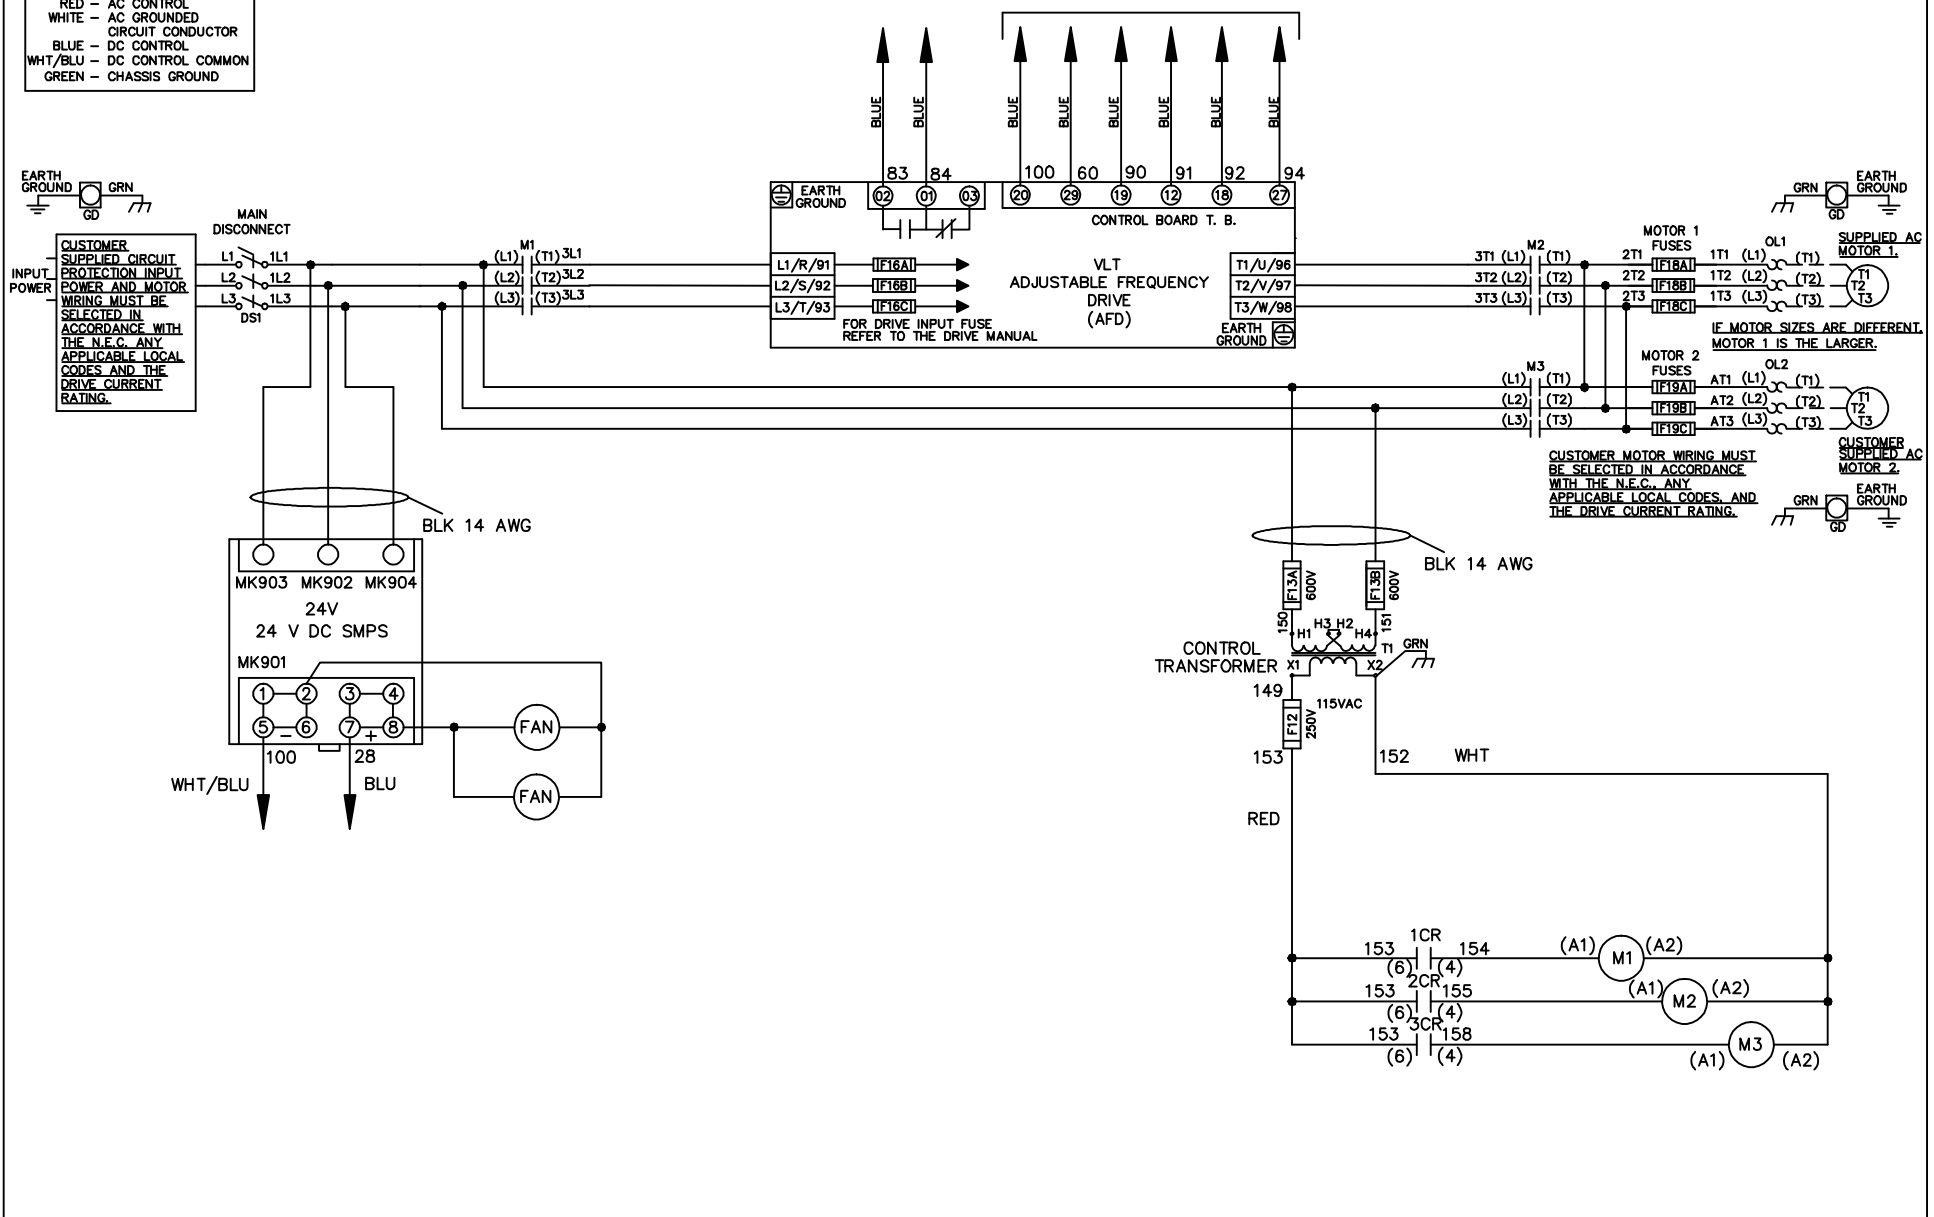 RED – AC CONTROL
WHITE – AC GROUNDED
CIRCUIT CONDUCTOR
BLUE – DC CONTROL
WHT/BLU – DC CONTROL COMMON
GREEN – CHASSIS GROUND
BLUE
BLUE
BLUE
BLUE
BLUE
BLUE
BLUE
BLUE
83 84 100 60 90 91 92 94
02 01 03 20 29 19 12 18 27
EARTH
GROUND
CONTROL BOARD T. B.
EARTH
GROUND
GRN
GD
MAIN
DISCONNECT
CUSTOMER
SUPPLIED CIRCUIT
PROTECTION INPUT
POWER AND MOTOR
WIRING MUST BE
SELECTED IN
ACCORDANCE WITH
THE N.E.C. ANY
APPLICABLE LOCAL
CODES AND THE
DRIVE CURRENT
RATING.
INPUT
POWER
L1 1L1
L2 1L2
L3 1L3
DS1
M1
(L1) (T1) 3L1
(L2) (T2) 3L2
(L3) (T3) 3L3
L1/R/91 F16A
L2/S/92 F16B
L3/T/93 F16C
FOR DRIVE INPUT FUSE
REFER TO THE DRIVE MANUAL
VLT
ADJUSTABLE FREQUENCY
DRIVE
(AFD)
T1/U/96
T2/V/97
T3/W/98
EARTH
GROUND
M2
3T1 (L1) (T1)
3T2 (L2) (T2)
3T3 (L3) (T3)
MOTOR 1
FUSES
2T1 F18A 1T1 (L1) (T1)
2T2 F18B 1T2 (L2) (T2)
2T3 F18C 1T3 (L3) (T3)
OL1
GRN
GD
EARTH
GROUND
SUPPLIED AC
MOTOR 1.
T1
T2
T3
IF MOTOR SIZES ARE DIFFERENT,
MOTOR 1 IS THE LARGER.
M3
(L1) (T1)
(L2) (T2)
(L3) (T3)
MOTOR 2
FUSES
F19A AT1 (L1) (T1)
F19B AT2 (L2) (T2)
F19C AT3 (L3) (T3)
OL2
T1
T2
T3
CUSTOMER
SUPPLIED AC
MOTOR 2.
CUSTOMER MOTOR WIRING MUST
BE SELECTED IN ACCORDANCE
WITH THE N.E.C., ANY
APPLICABLE LOCAL CODES, AND
THE DRIVE CURRENT RATING.
GRN
GD
EARTH
GROUND
BLK 14 AWG
MK903 MK902 MK904
24V
24 V DC SMPS
MK901
1 2 3 4
5 – 6 7 + 8
100 28
WHT/BLU
BLU
FAN
FAN
BLK 14 AWG
F13A
600V
F13B
600V
150
151
H1 H3 H2 H4
T1
GRN
CONTROL
TRANSFORMER
X1 X2
149
115VAC
F12
250V
153
152 WHT
RED
1CR
153 154 (A1) M1 (A2)
(6) (4)
2CR
153 155 (A1) M2 (A2)
(6) (4)
3CR
153 158 M3
(6) (4) (A1) (A2)